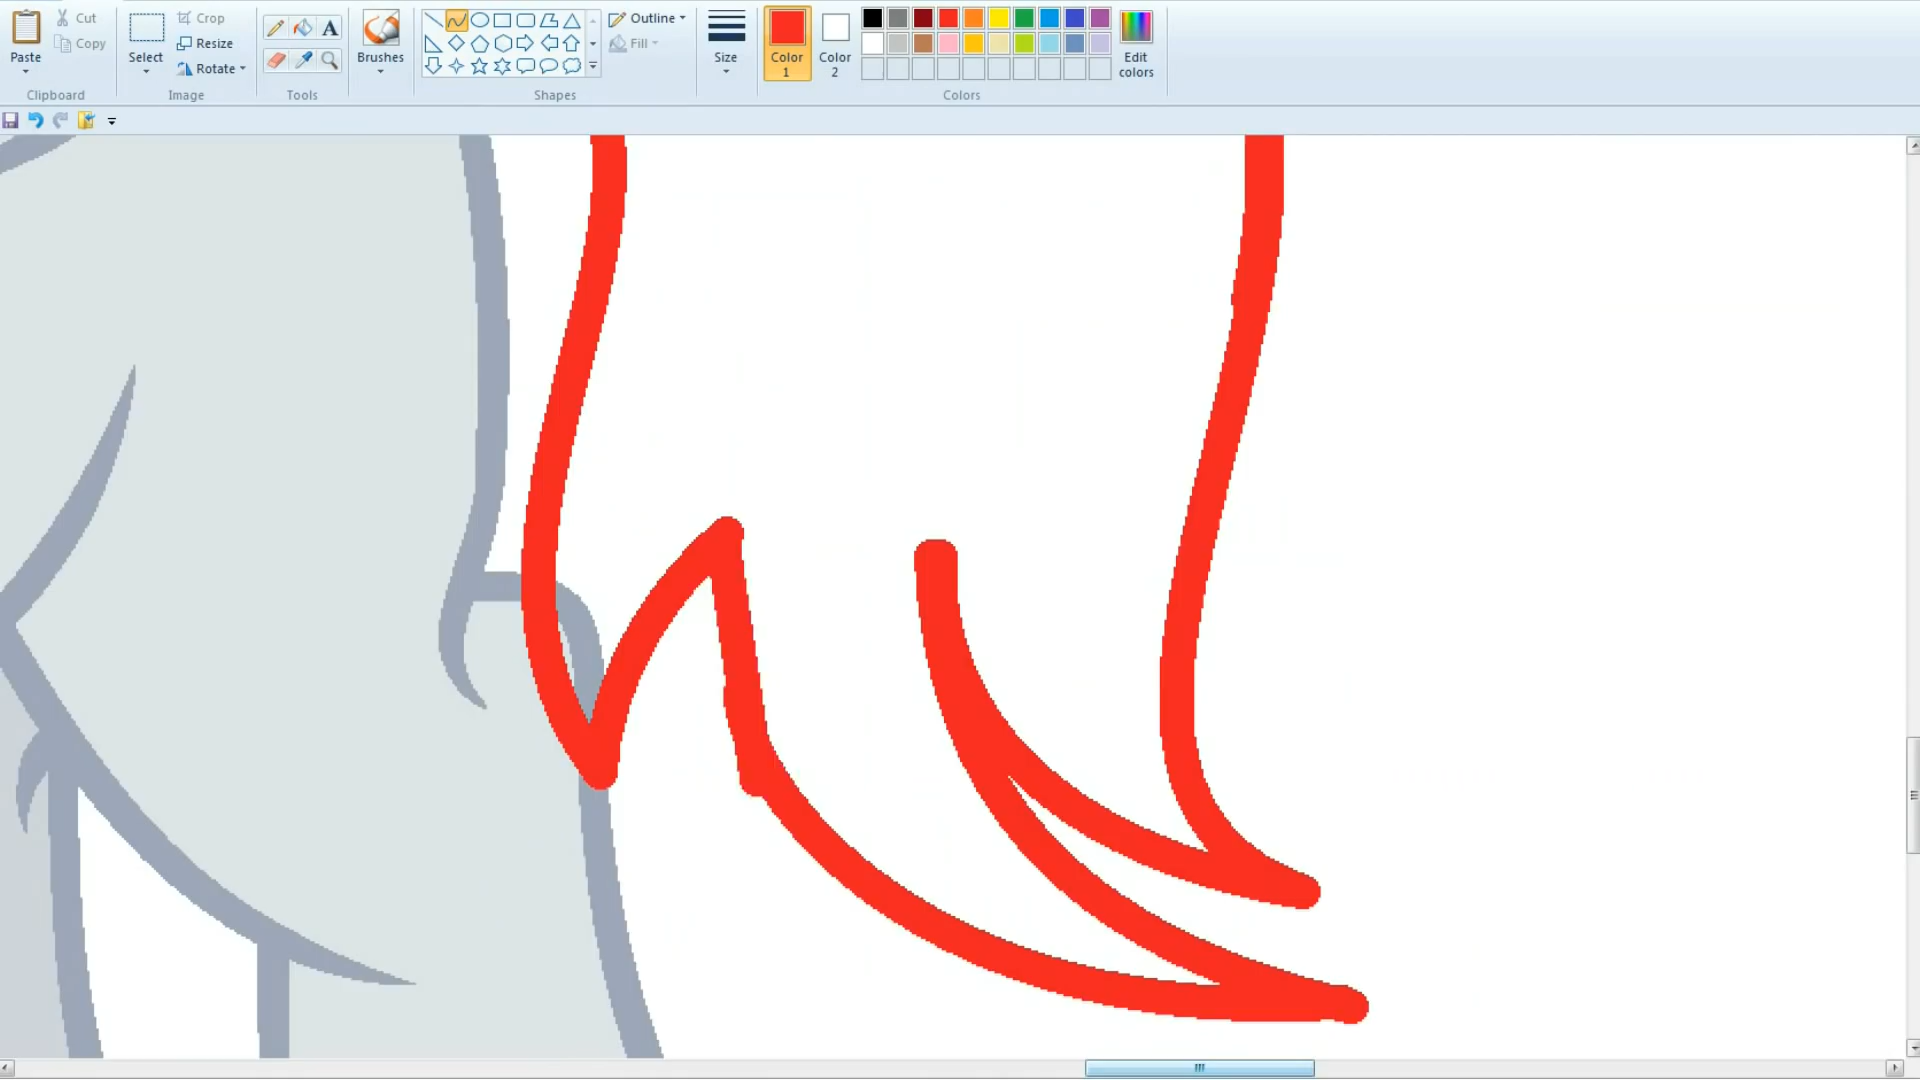 Paste
Cut
Copy
Clipboard
Select
Crop
Resize
Rotate
Image
A
Tools
Brushes
Shapes
Outline
Fill
Size
Color
1
Color
2
Edit
colors
Colors